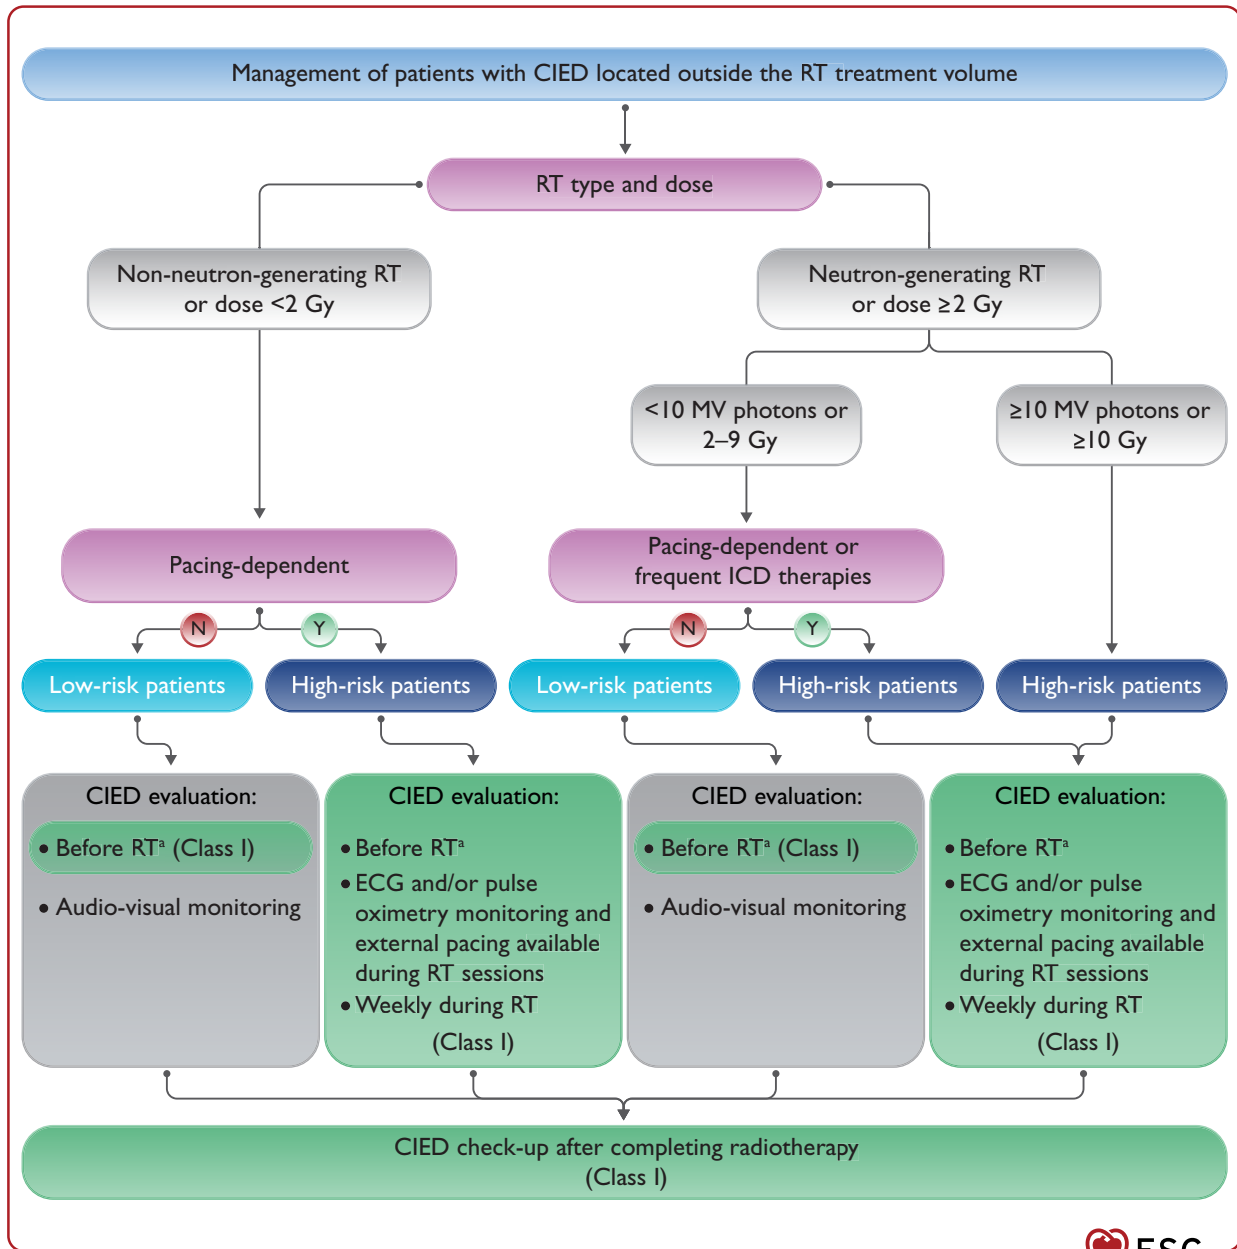 Management of patients with CIED located outside the RT treatment volume
RT type and dose
Non-neutron-generating RT
or dose <2 Gy
Neutron-generating RT
or dose ≥2 Gy
<10 MV photons or
2–9 Gy
≥10 MV photons or
≥10 Gy
Pacing-dependent
Pacing-dependent or
frequent ICD therapies
N
Y
N
Y
Low-risk patients
High-risk patients
Low-risk patients
High-risk patients
High-risk patients
CIED evaluation:
• Before RTᵃ (Class I)
• Audio-visual monitoring
CIED evaluation:
• Before RTᵃ
• ECG and/or pulse
oximetry monitoring and
external pacing available
during RT sessions
• Weekly during RT
(Class I)
CIED evaluation:
• Before RTᵃ (Class I)
• Audio-visual monitoring
CIED evaluation:
• Before RTᵃ
• ECG and/or pulse
oximetry monitoring and
external pacing available
during RT sessions
• Weekly during RT
(Class I)
CIED check-up after completing radiotherapy
(Class I)
ESC